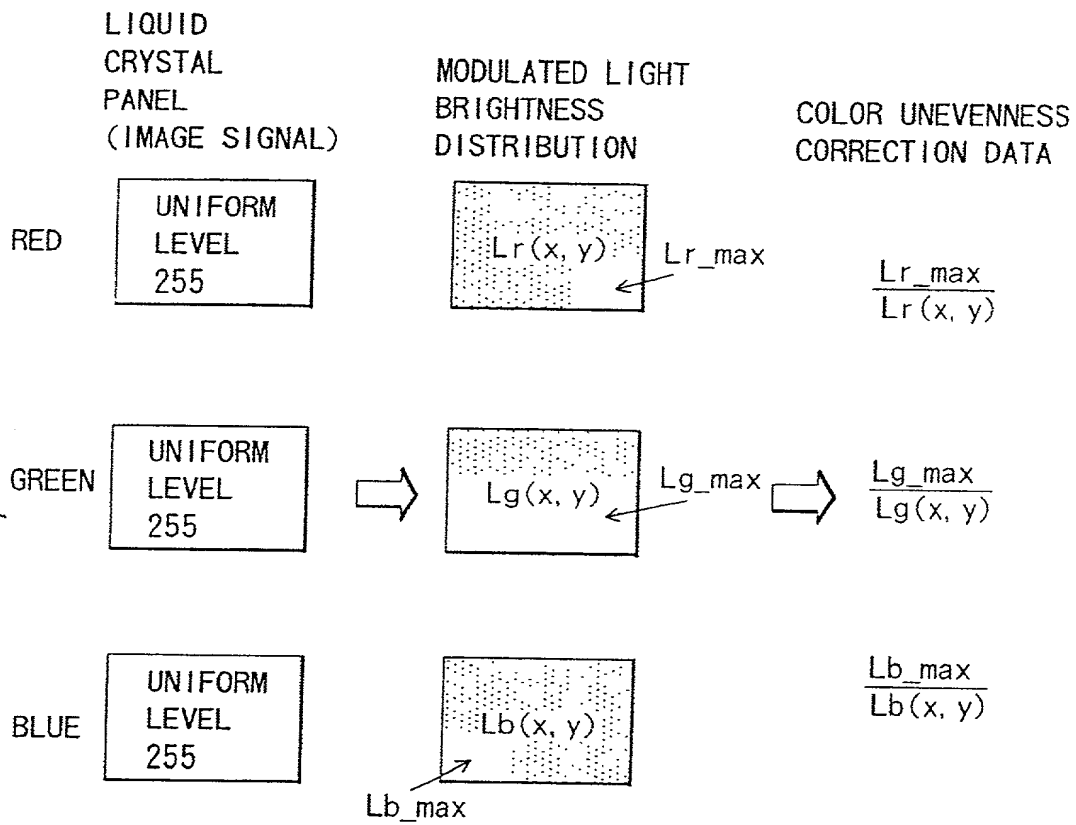 LIQUID
CRYSTAL
PANEL
(IMAGE SIGNAL)
MODULATED LIGHT
BRIGHTNESS
DISTRIBUTION
COLOR UNEVENNESS
CORRECTION DATA
RED
UNIFORM
LEVEL
255
Lr(x, y)
Lr_max
Lr_max
Lr(x, y)
GREEN
UNIFORM
LEVEL
255
Lg(x, y)
Lg_max
Lg_max
Lg(x, y)
BLUE
UNIFORM
LEVEL
255
Lb(x, y)
Lb_max
Lb_max
Lb(x, y)